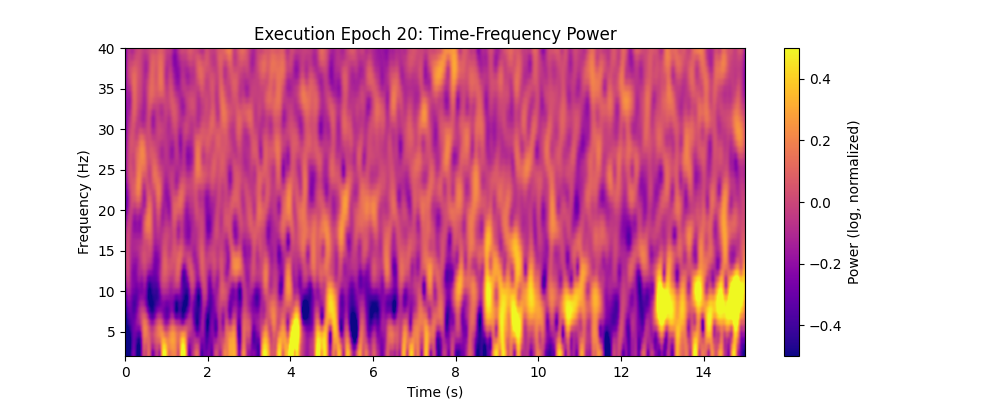 Execution Epoch 20: Time-Frequency Power
40
35
30
25
20
15
10
5
Frequency (Hz)
0 2 4 6 8 10 12 14
Time (s)
0.4
0.2
0.0
−0.2
−0.4
Power (log, normalized)